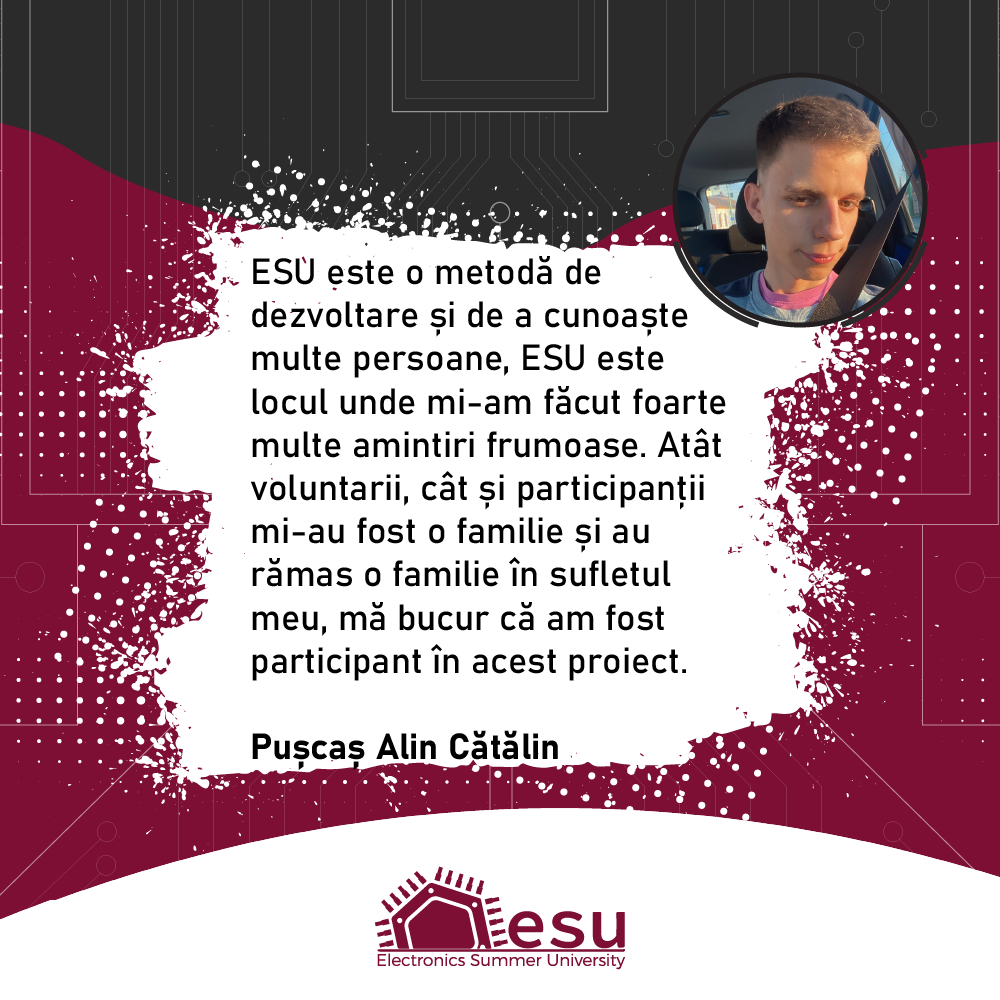 ESU este o metodă de
dezvoltare și de a cunoaște
multe persoane, ESU este
locul unde mi-am făcut foarte
multe amintiri frumoase. Atât
voluntarii, cât și participanții
mi-au fost o familie și au
rămas o familie în sufletul
meu, mă bucur că am fost
participant în acest proiect.
Pușcaș Alin Cătălin
esu
Electronics Summer University